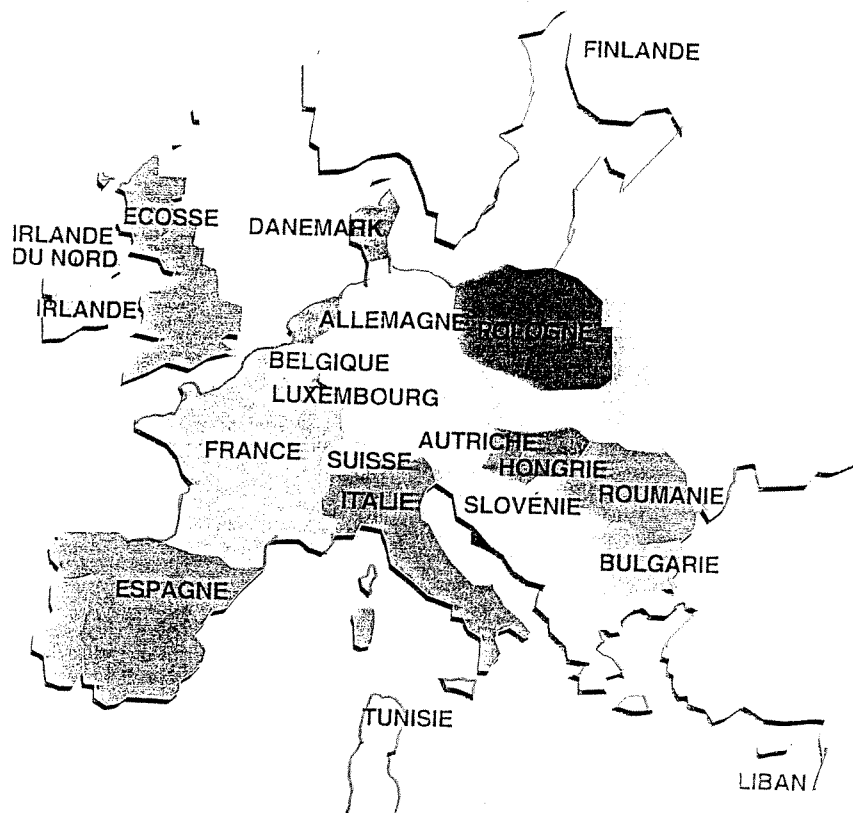 FINLANDE
ECOSSE
DANEMARK
IRLANDE
DU NORD
IRLANDE
ALLEMAGNE
POLOGNE
BELGIQUE
LUXEMBOURG
FRANCE
AUTRICHE
SUISSE
HONGRIE
ITALIE
SLOVÉNIE
ROUMANIE
BULGARIE
ESPAGNE
TUNISIE
LIBAN